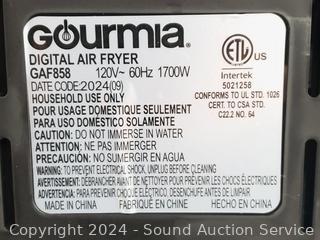 Gourmia
DIGITAL AIR FRYER
GAF858 120V~ 60Hz 1700W
DATE CODE:2024(09)
HOUSEHOLD USE ONLY
POUR USAGE DOMESTIQUE SEULEMENT
PARA USO DOMÉSTICO SOLAMENTE
CAUTION: DO NOT IMMERSE IN WATER
ATTENTION: NE PAS IMMERGER
PRECAUCIÓN: NO SUMERGIR EN AGUA
WARNING: TO PREVENT ELECTRICAL SHOCK, UNPLUG BEFORE CLEANING
AVERTISSEMENT: DÉBRANCHER AVANT DE NETTOYER POUR PRÉVENIR LES CHOCS ÉLECTRIQUES
ADVERTENCIA: PARA PREVENIR CHOQUE ELÉCTRICO, DESENCHUFE ANTES DE LIMPIAR
MADE IN CHINA FABRIQUÉ EN CHINE HECHO EN CHINA
ETL
US
Intertek
5021258
CONFORMS TO UL STD. 1026
CERT. TO CSA STD.
C22.2 NO. 64
Copyright 2024 - Sound Auction Service